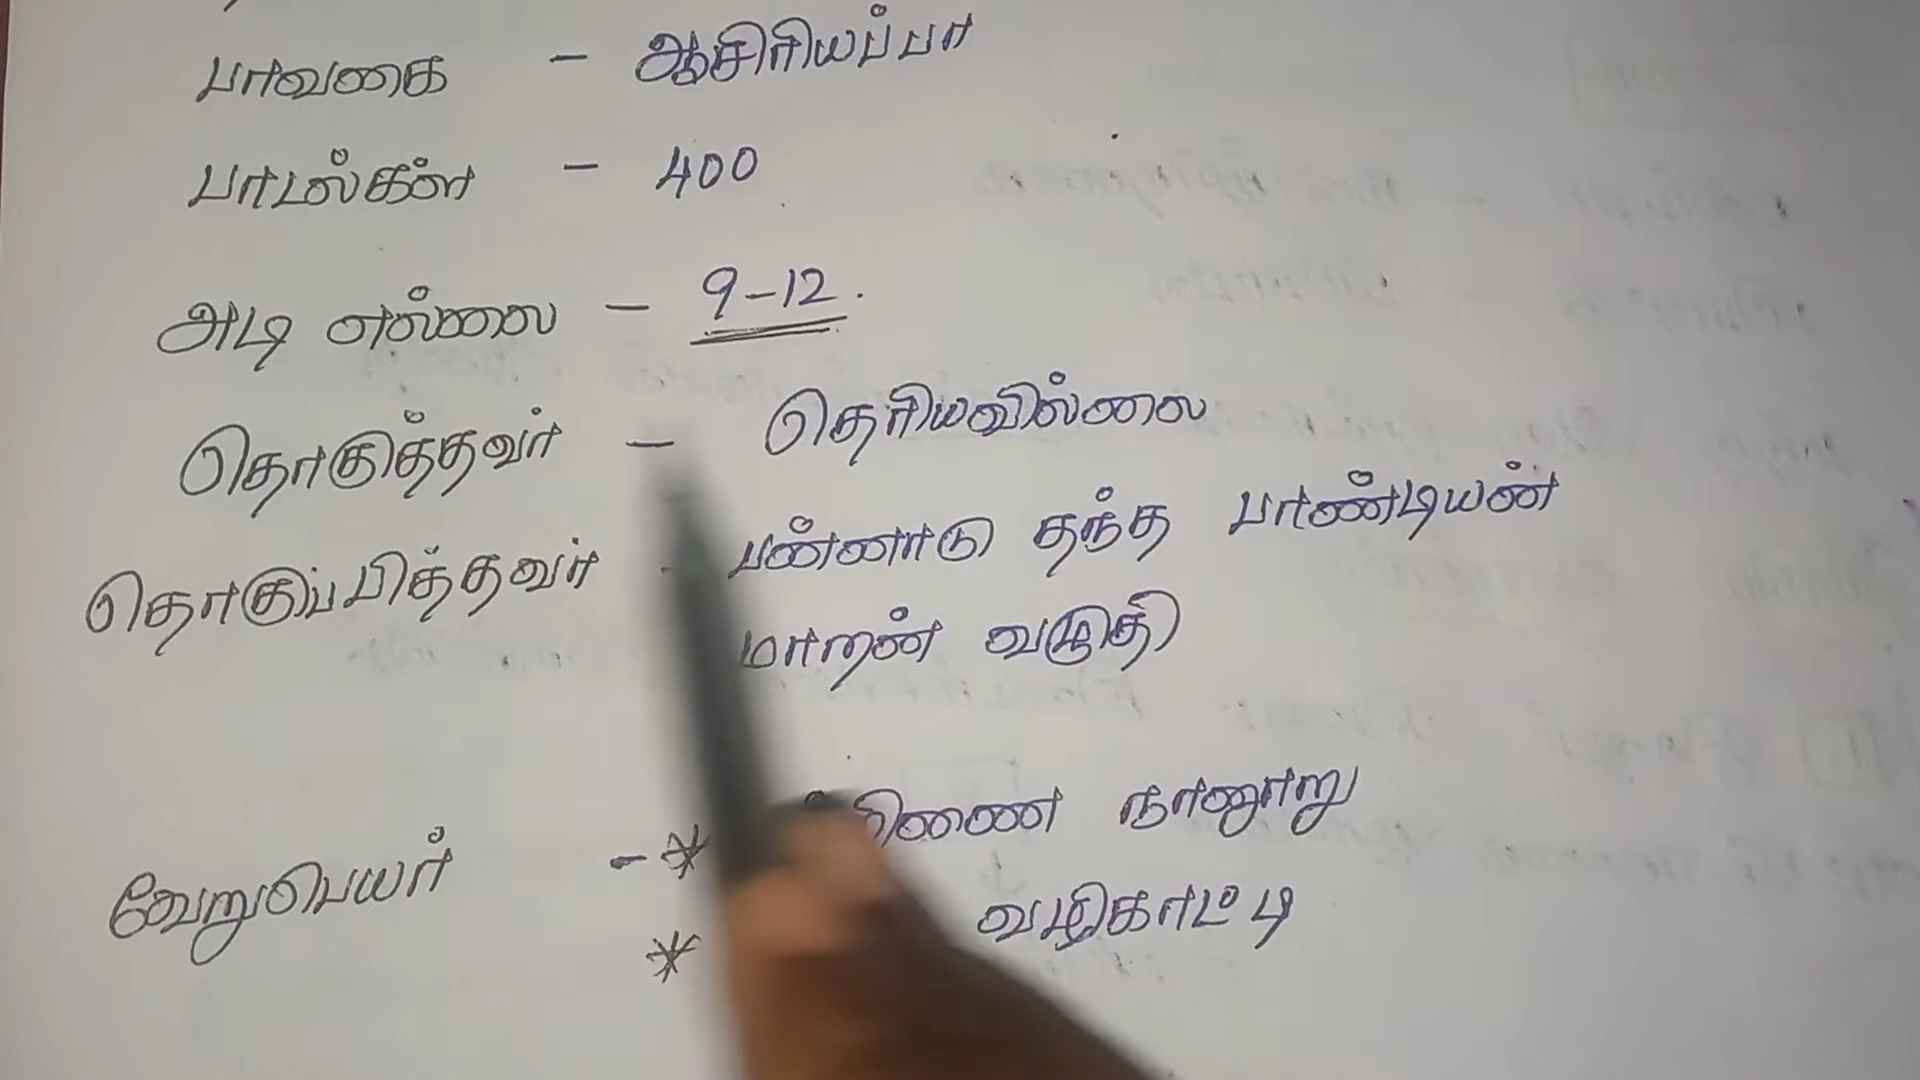 பாவகை - ஆசிரியப்பா
பாடல்கள் - 400
அடி எல்லை - 9-12.
தொகுத்தவர் - தெரியவில்லை
தொகுப்பித்தவர் - பன்னாடு தந்த பாண்டியன்
மாறன் வழுதி
வேறுபெயர் - * நானூறு
* வழிகாட்டி